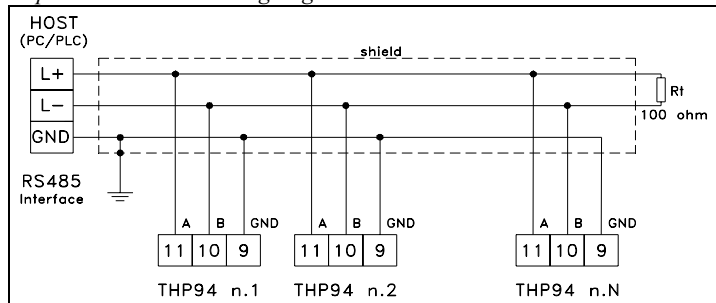 HOST
(PC/PLC)
shield
L+
L-
Rt
100 ohm
GND
RS485
Interface
A B GND
A B GND
A B GND
11 10 9
11 10 9
11 10 9
THP94 n.1
THP94 n.2
THP94 n.N